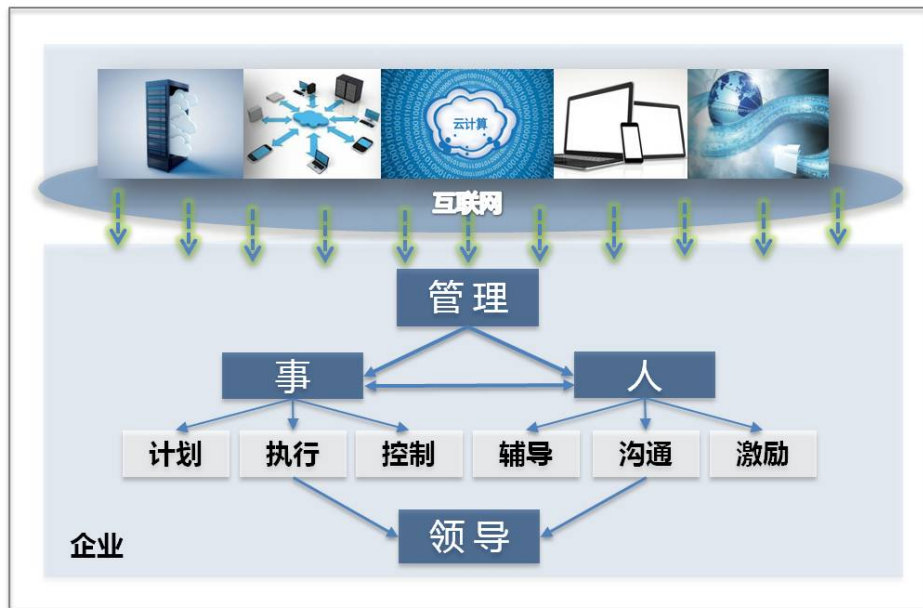 云计算
互联网
管理
事
人
计划
执行
控制
辅导
沟通
激励
领导
企业